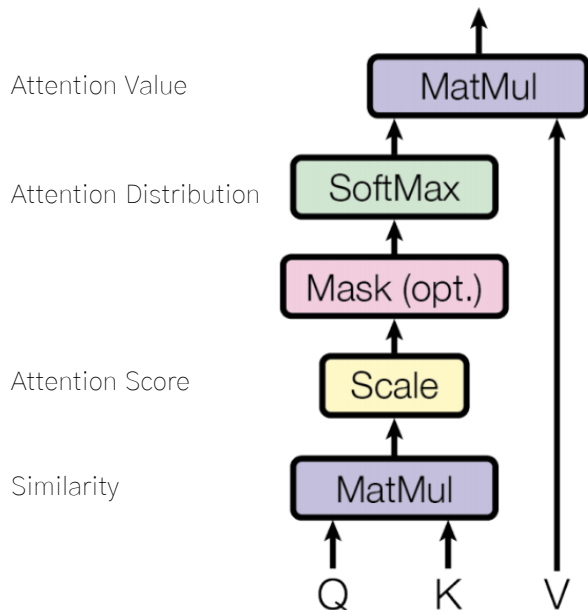 Attention Value
MatMul
Attention Distribution
SoftMax
Mask (opt.)
Attention Score
Scale
Similarity
MatMul
Q K V